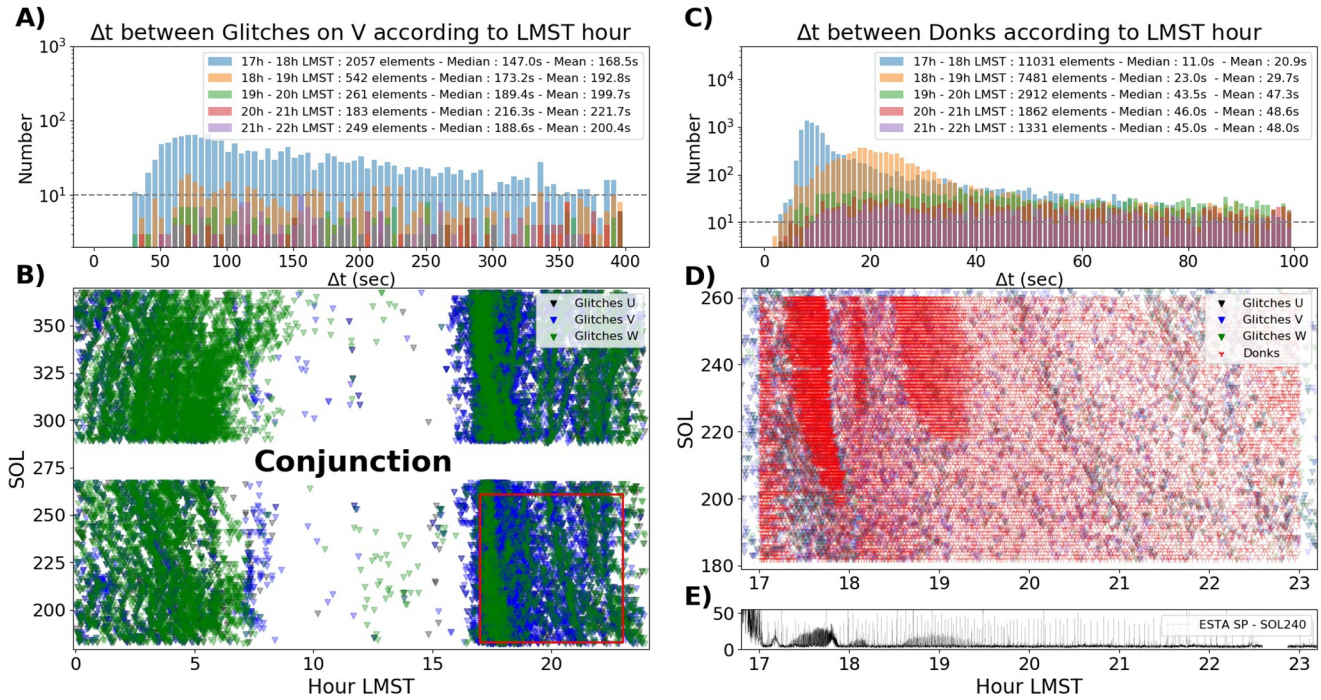 A)
Δt between Glitches on V according to LMST hour
17h - 18h LMST : 2057 elements - Median : 147.0s - Mean : 168.5s
18h - 19h LMST : 542 elements - Median : 173.2s - Mean : 192.8s
19h - 20h LMST : 261 elements - Median : 189.4s - Mean : 199.7s
20h - 21h LMST : 183 elements - Median : 216.3s - Mean : 221.7s
21h - 22h LMST : 249 elements - Median : 188.6s - Mean : 200.4s
Number
10³
10²
10¹
0 50 100 150 200 250 300 350 400
Δt (sec)
C)
Δt between Donks according to LMST hour
17h - 18h LMST : 11031 elements - Median : 11.0s - Mean : 20.9s
18h - 19h LMST : 7481 elements - Median : 23.0s - Mean : 29.7s
19h - 20h LMST : 2912 elements - Median : 43.5s - Mean : 47.3s
20h - 21h LMST : 1862 elements - Median : 46.0s - Mean : 48.6s
21h - 22h LMST : 1331 elements - Median : 45.0s - Mean : 48.0s
Number
10⁴
10³
10²
10¹
0 20 40 60 80 100
Δt (sec)
B)
Glitches U
Glitches V
Glitches W
Conjunction
SOL
350
325
300
275
250
225
200
0 5 10 15 20
Hour LMST
D)
Glitches U
Glitches V
Glitches W
Donks
SOL
260
240
220
200
180
17 18 19 20 21 22 23
E)
ESTA SP - SOL240
50
0
17 18 19 20 21 22 23
Hour LMST